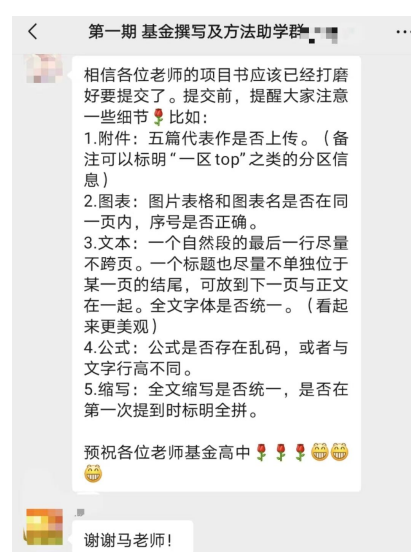 第一期 基金撰写及方法助学群
相信各位老师的项目书应该已经打磨
好要提交了。提交前，提醒大家注意
一些细节🌹比如：
1.附件：五篇代表作是否上传。（备
注可以标明“一区top”之类的分区信
息）
2.图表：图片表格和图表名是否在同
一页内，序号是否正确。
3.文本：一个自然段的最后一行尽量
不跨页。一个标题也尽量不单独位于
某一页的结尾，可放到下一页与正文
在一起。全文字体是否统一。（看起
来更美观）
4.公式：公式是否存在乱码，或者与
文字行高不同。
5.缩写：全文缩写是否统一，是否在
第一次提到时标明全拼。
预祝各位老师基金高中🌹🌹🌹😁😁
😁
谢谢马老师！